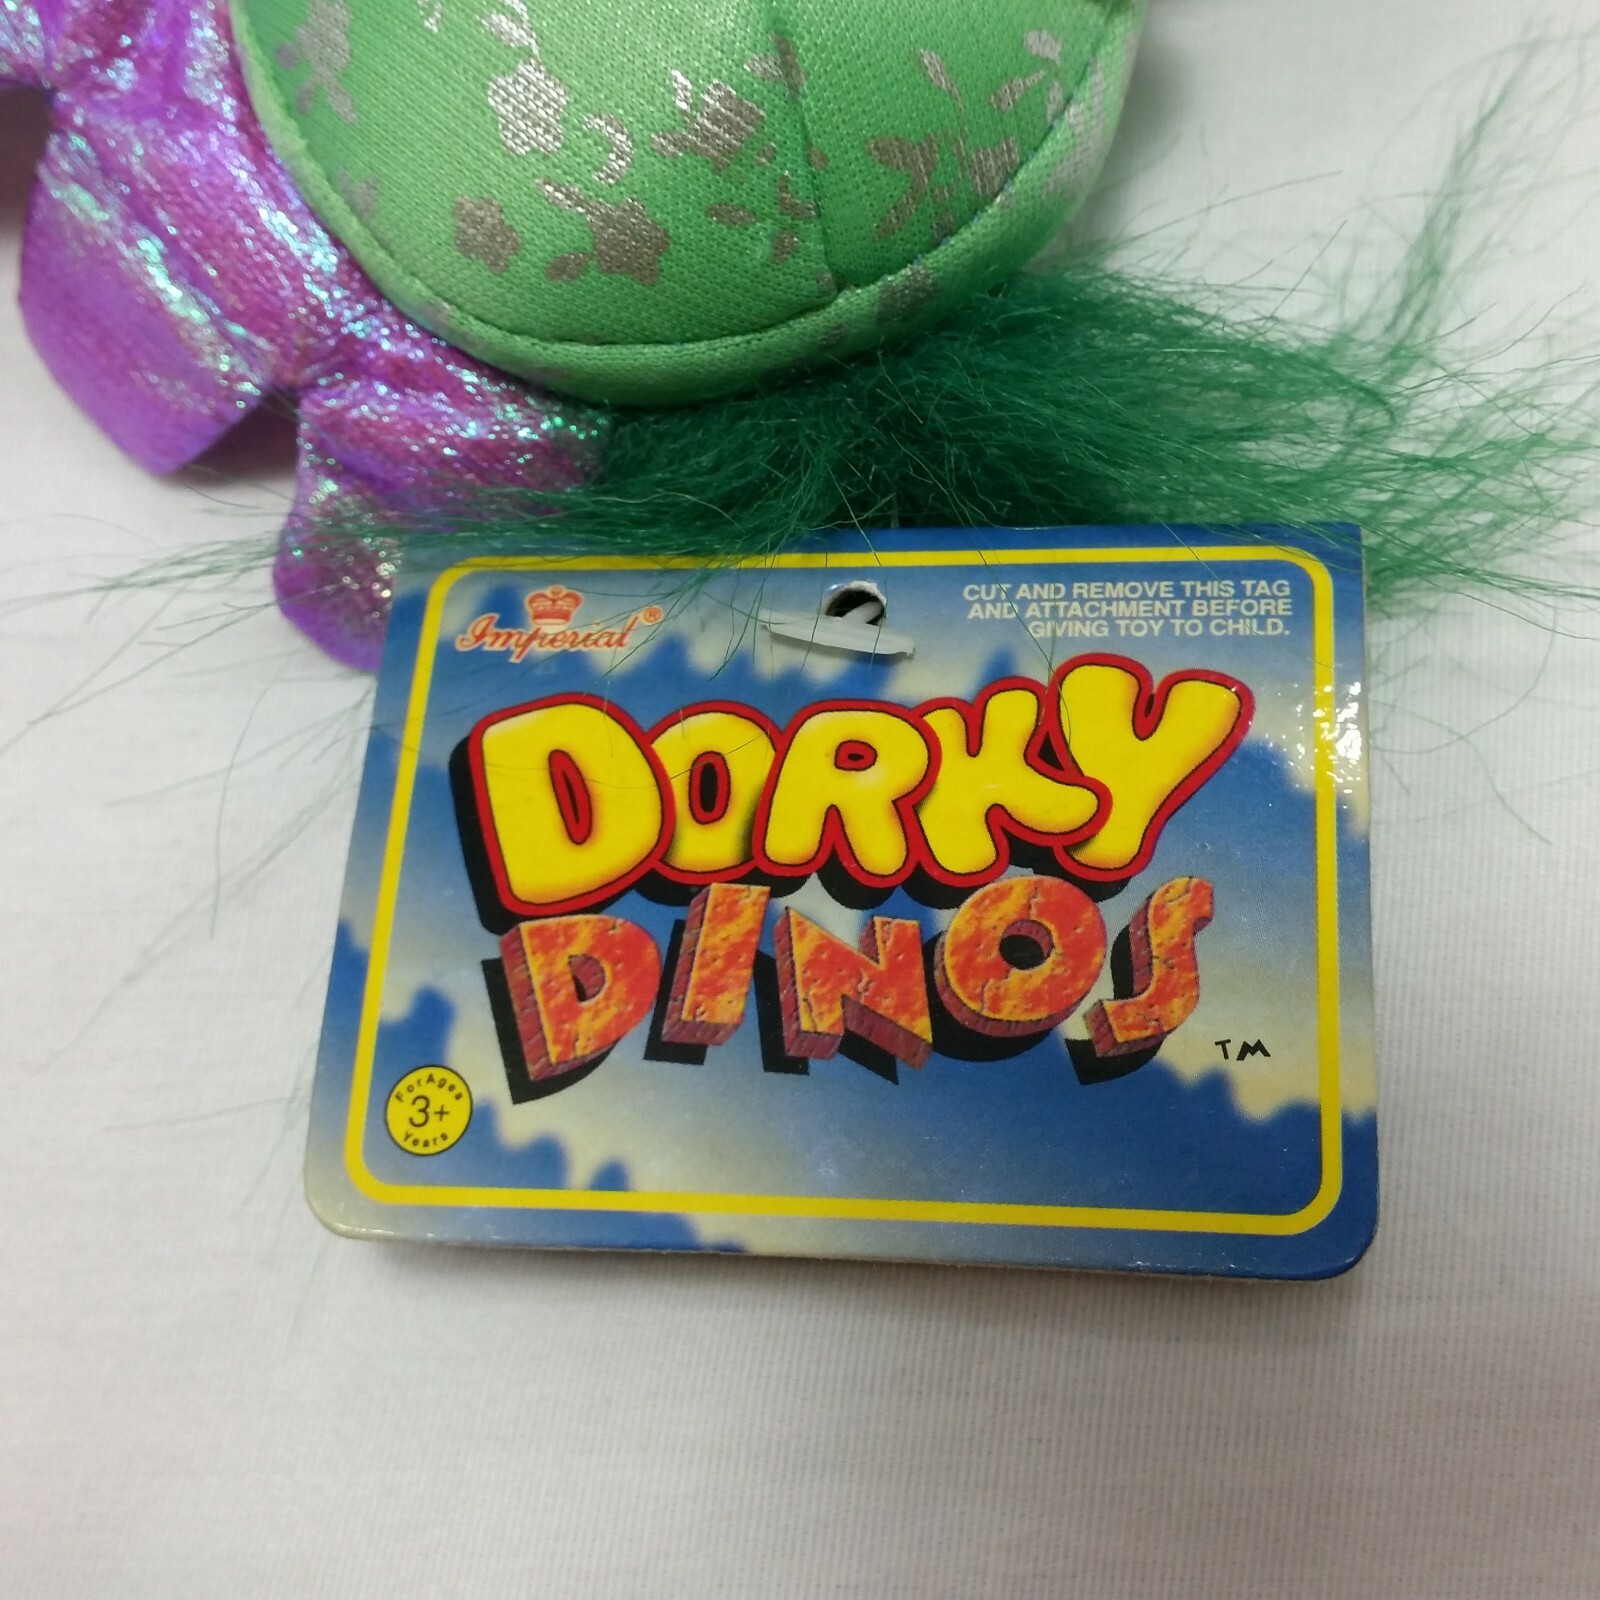 Imperial®
CUT AND REMOVE THIS TAG
AND ATTACHMENT BEFORE
GIVING TOY TO CHILD.
DORKY
DINOS
TM
For Ages
3+
Years